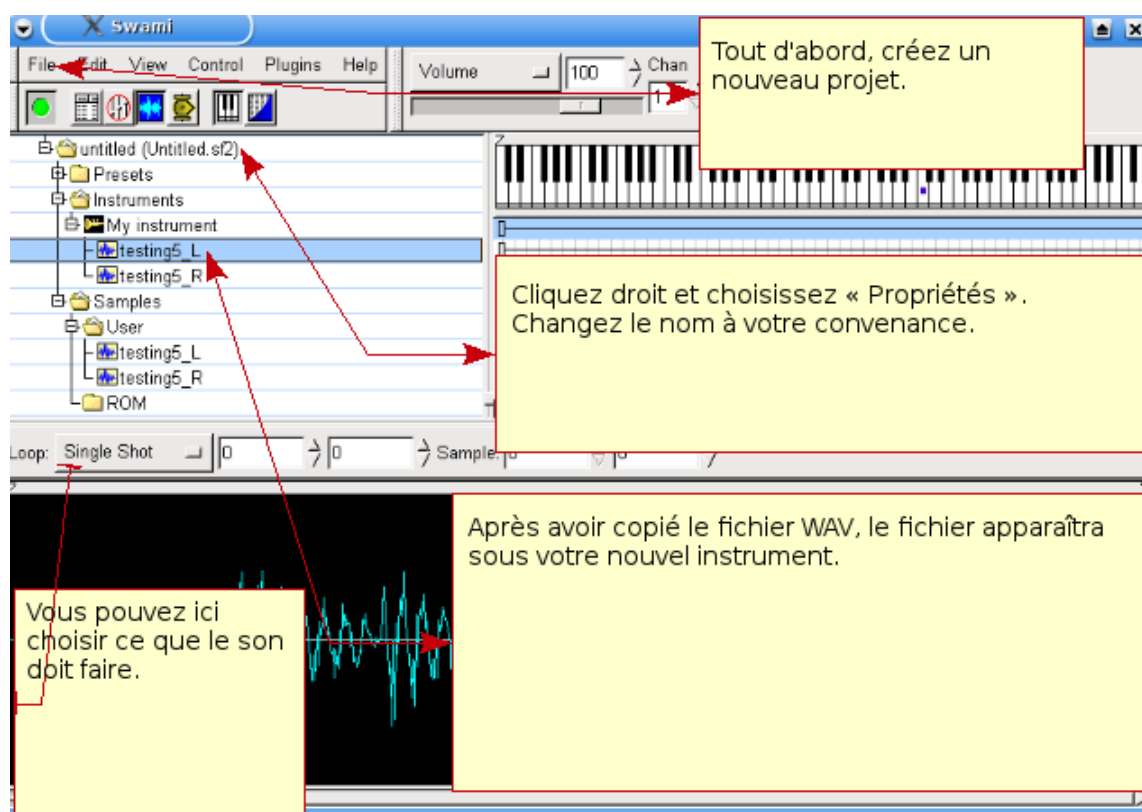 Swami
File Edit View Control Plugins Help
Volume
100
Chan
1
Tout d'abord, créez un
nouveau projet.
untitled (Untitled.sf2)
Presets
Instruments
My instrument
testing5_L
testing5_R
Samples
User
testing5_L
testing5_R
ROM
Cliquez droit et choisissez « Propriétés ».
Changez le nom à votre convenance.
Loop: Single Shot 0 0 Sample: 0 0
Après avoir copié le fichier WAV, le fichier apparaîtra
sous votre nouvel instrument.
Vous pouvez ici
choisir ce que le son
doit faire.